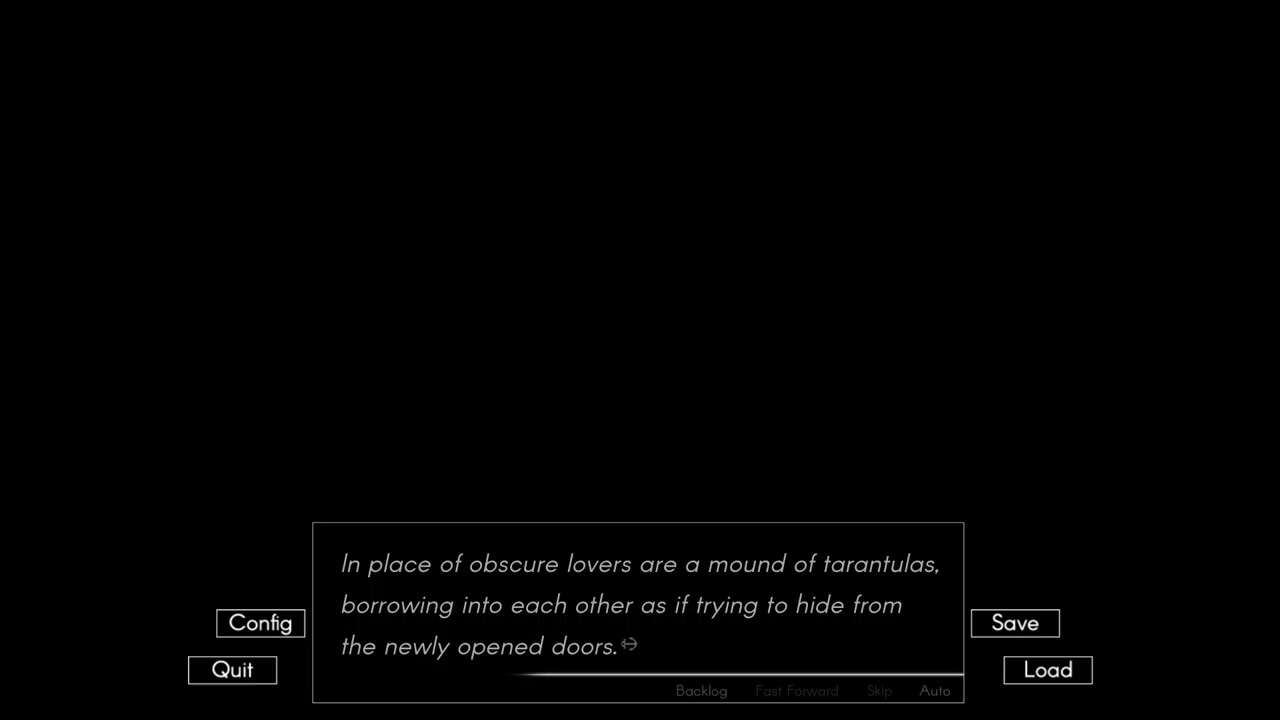 In place of obscure lovers are a mound of tarantulas,
borrowing into each other as if trying to hide from
the newly opened doors.
Config
Save
Quit
Load
Backlog
Fast Forward
Skip
Auto